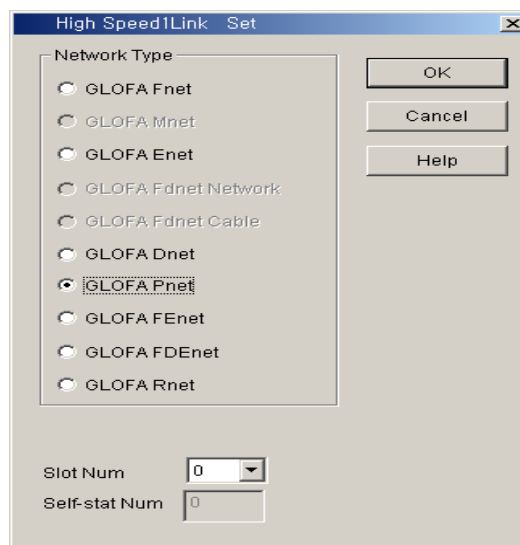 High Speed1Link Set
Network Type
GLOFA Fnet
GLOFA Mnet
GLOFA Enet
GLOFA Fdnet Network
GLOFA Fdnet Cable
GLOFA Dnet
GLOFA Pnet
GLOFA FEnet
GLOFA FDEnet
GLOFA Rnet
OK
Cancel
Help
Slot Num 0
Self-stat Num 0